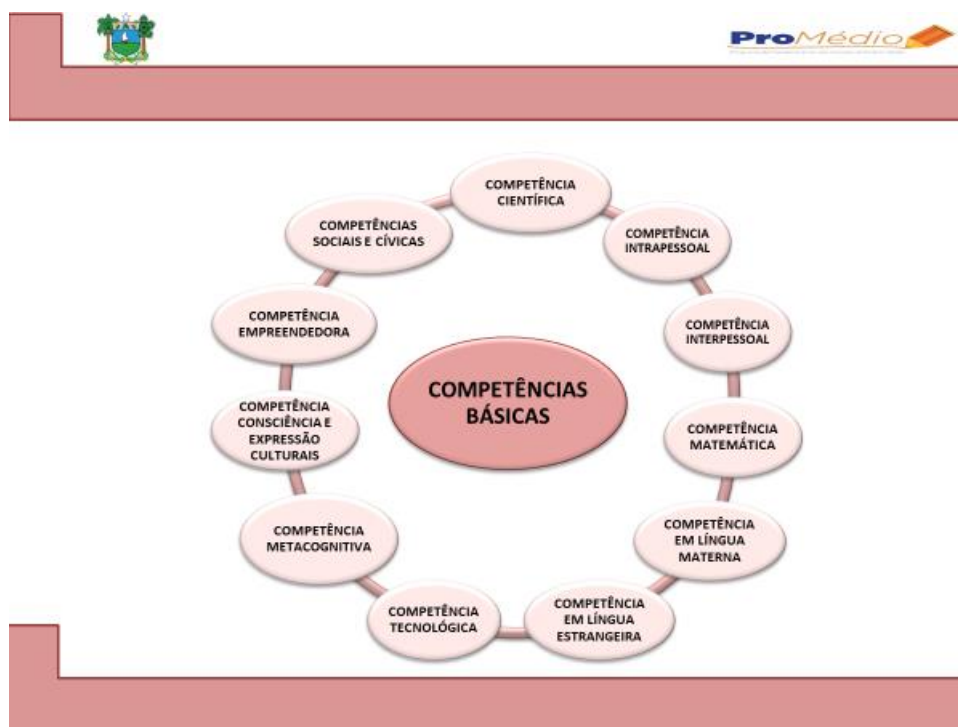 ProMédio
COMPETÊNCIA
CIENTÍFICA
COMPETÊNCIA
INTRAPESSOAL
COMPETÊNCIA
INTERPESSOAL
COMPETÊNCIA
MATEMÁTICA
COMPETÊNCIA
EM LÍNGUA
MATERNA
COMPETÊNCIA
EM LÍNGUA
ESTRANGEIRA
COMPETÊNCIA
TECNOLÓGICA
COMPETÊNCIA
METACOGNITIVA
COMPETÊNCIA
CONSCIÊNCIA E
EXPRESSÃO
CULTURAIS
COMPETÊNCIA
EMPREENDEDORA
COMPETÊNCIAS
SOCIAIS E CÍVICAS
COMPETÊNCIAS
BÁSICAS